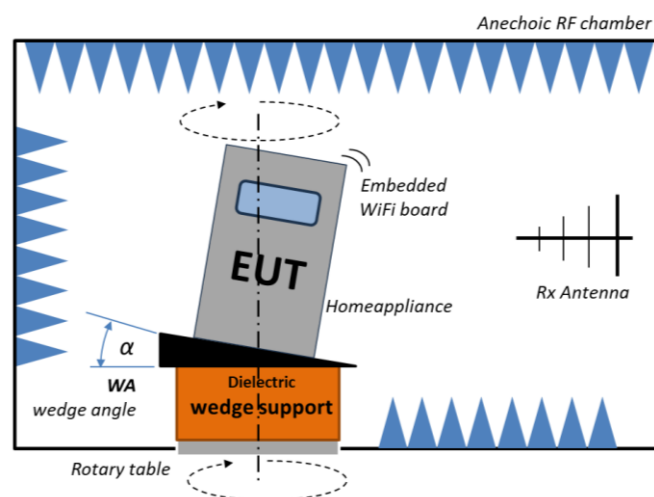 Anechoic RF chamber
Embedded
WiFi board
EUT
Rx Antenna
Homeappliance
α
WA
wedge angle
Dielectric
wedge support
Rotary table